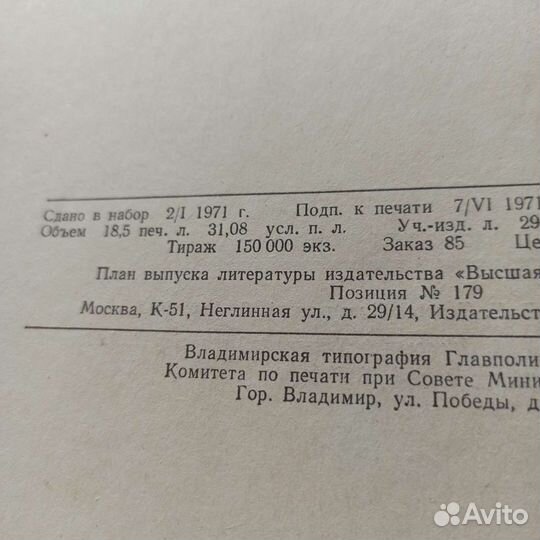 Сдано в набор 2/I 1971 г. Подп. к печати 7/VI 1971
Объем 18,5 печ. л. 31,08 усл. п. л. Уч.-изд. л. 29
Тираж 150 000 экз. Заказ 85 Це
План выпуска литературы издательства «Высшая
Позиция № 179
Москва, К-51, Неглинная ул., д. 29/14, Издательст
Владимирская типография Главполи
Комитета по печати при Совете Мини
Гор. Владимир, ул. Победы, д
Avito